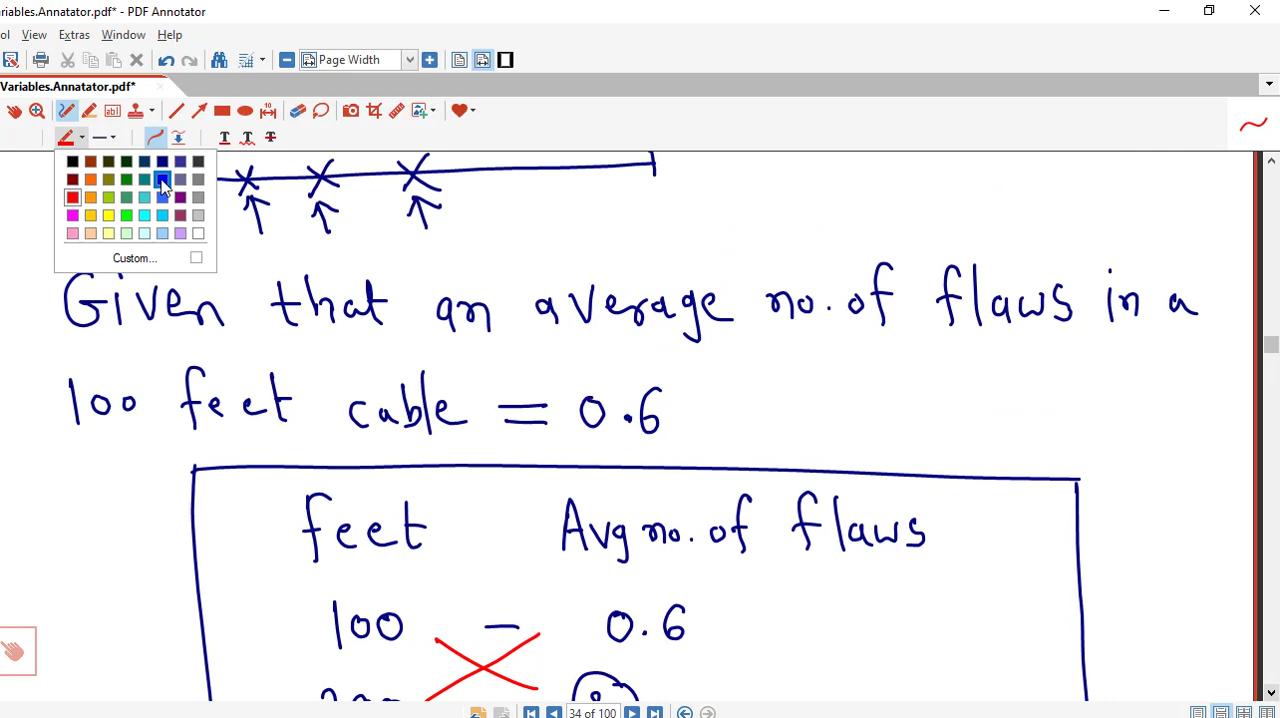 ariables.Annatator.pdf* - PDF Annotator
ol View Extras Window Help
Page Width
Variables.Annatator.pdf*
Custom...
Given that an average no. of flaws in a
100 feet cable = 0.6
feet Avg no. of flaws
100 - 0.6
34 of 100